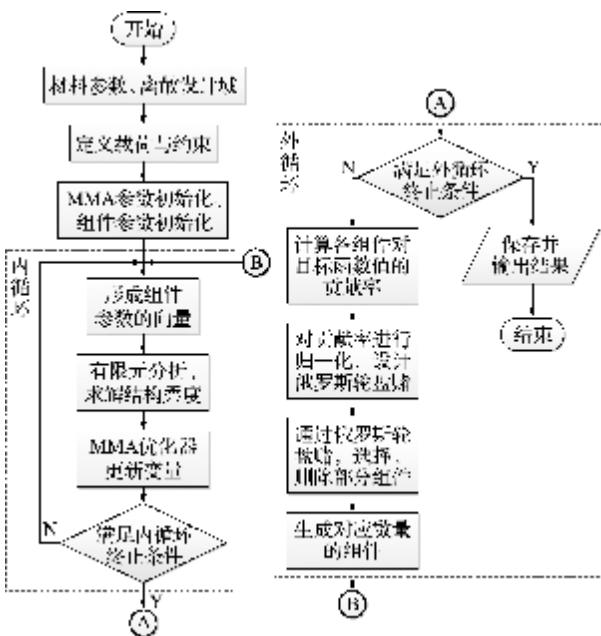 开始
材料参数、离散设计域
定义载荷与约束
MMA参数初始化,
组件参数初始化
内循环
B
形成组件
参数的向量
有限元分析,
求解结构柔度
MMA优化器
更新变量
N
满足内循环
终止条件
Y
A
A
外循环
N
满足外循环
终止条件
Y
计算各组件对
目标函数值的
贡献率
保存并
输出结果
对贡献率进行
归一化,设计
俄罗斯轮盘赌
结束
通过俄罗斯轮
盘赌,选择、
删除部分组件
生成对应数量
的组件
B